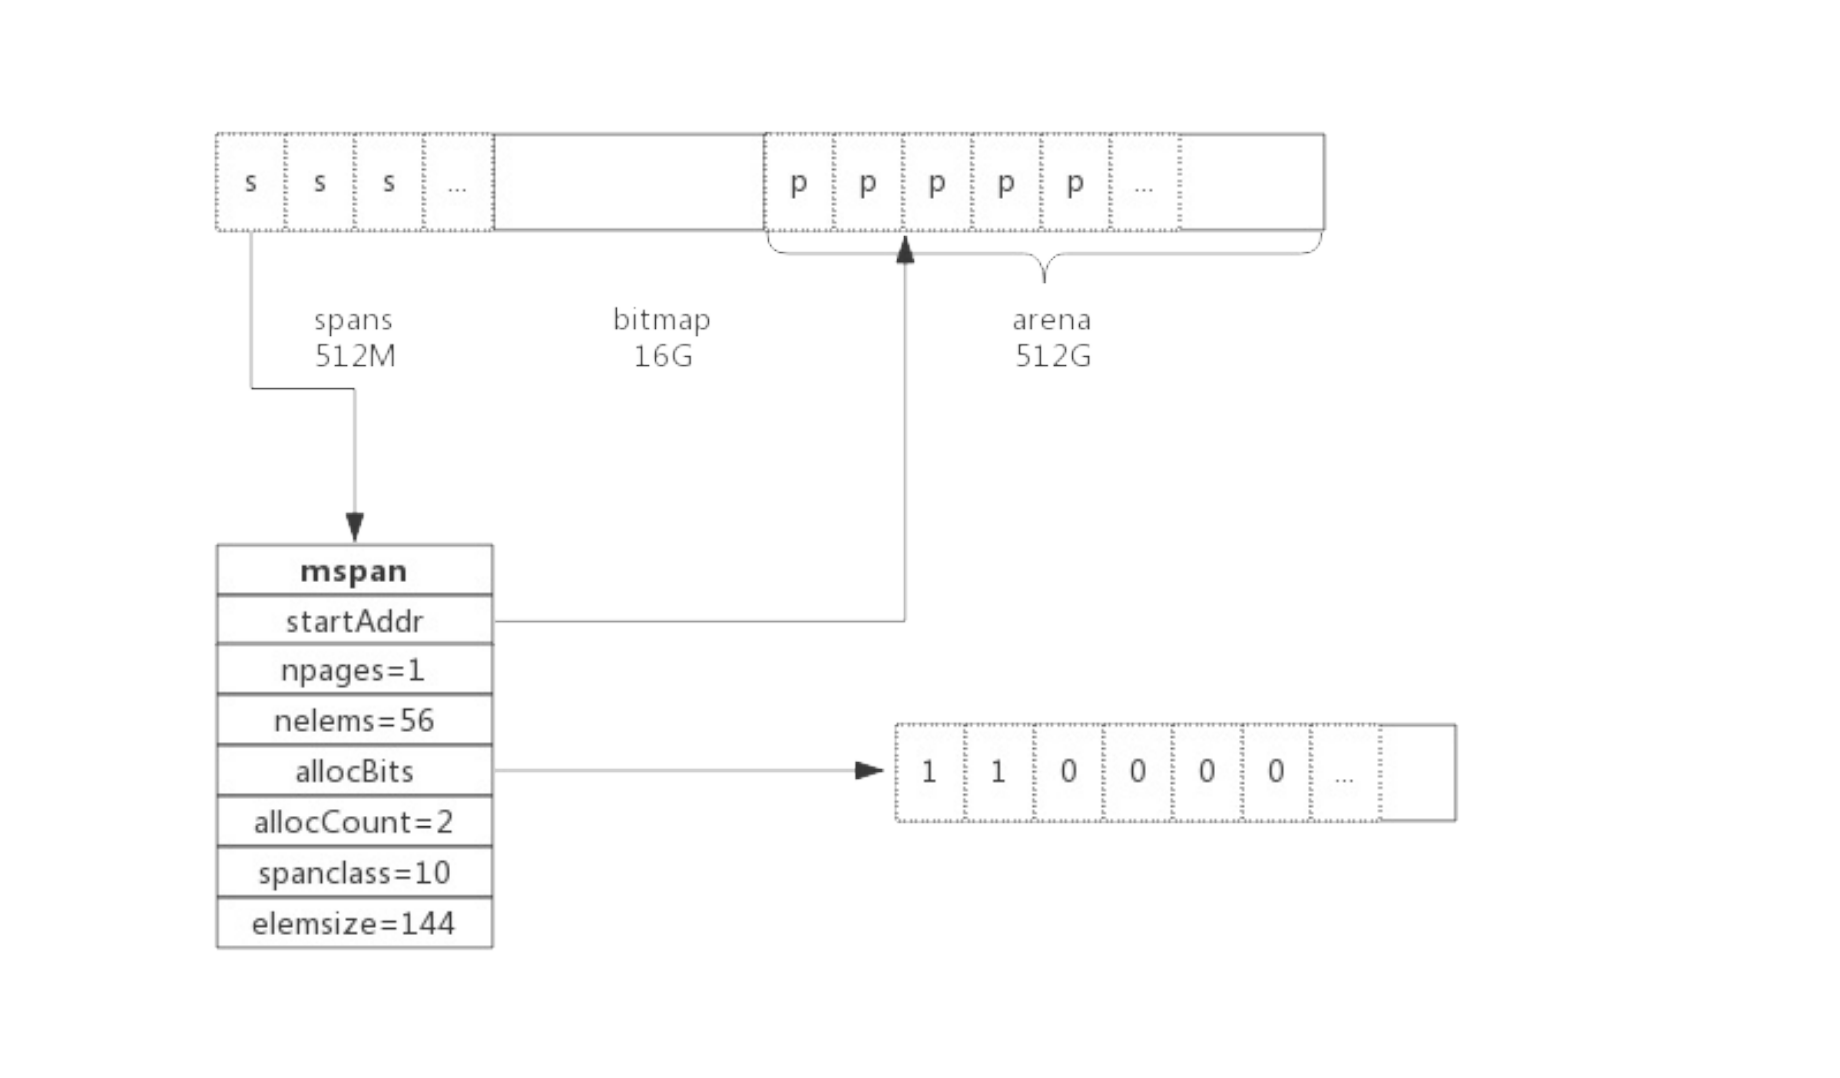 s s s ... p p p p p ...
spans bitmap arena
512M 16G 512G
mspan
startAddr
npages=1
nelems=56
allocBits 1 1 0 0 0 0 ...
allocCount=2
spanclass=10
elemsize=144